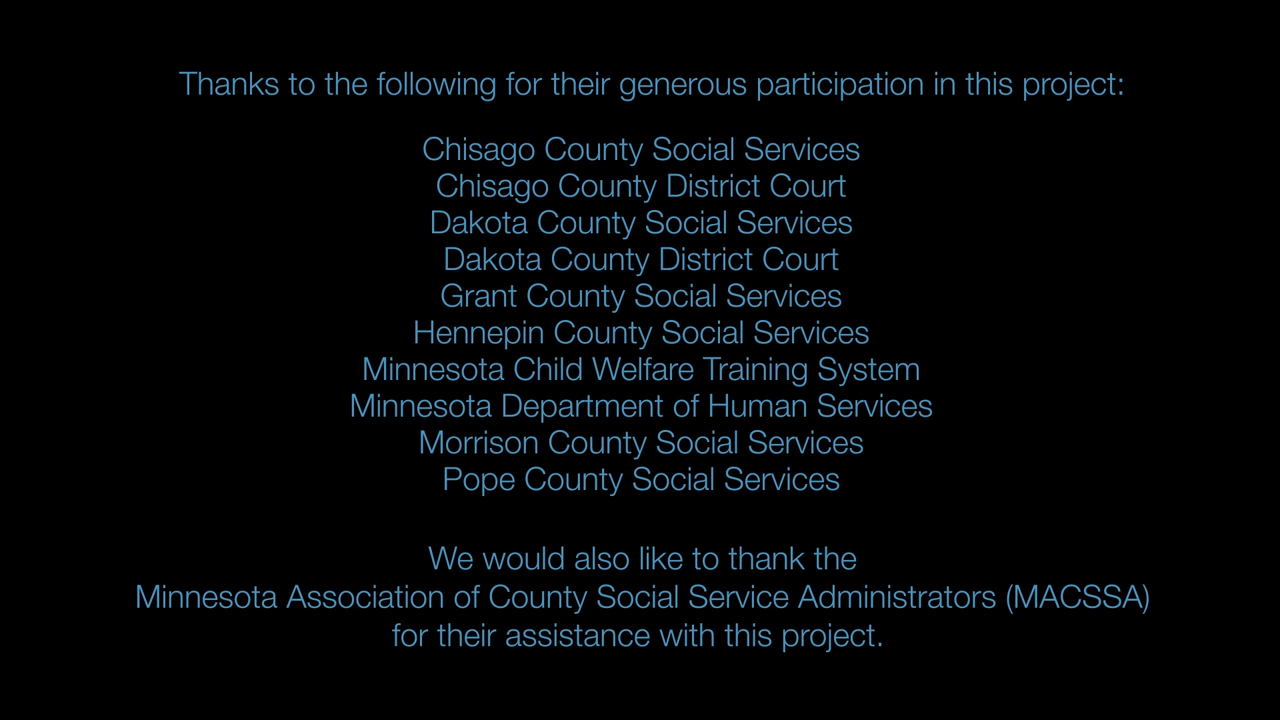 Thanks to the following for their generous participation in this project:
Chisago County Social Services
Chisago County District Court
Dakota County Social Services
Dakota County District Court
Grant County Social Services
Hennepin County Social Services
Minnesota Child Welfare Training System
Minnesota Department of Human Services
Morrison County Social Services
Pope County Social Services
We would also like to thank the
Minnesota Association of County Social Service Administrators (MACSSA)
for their assistance with this project.